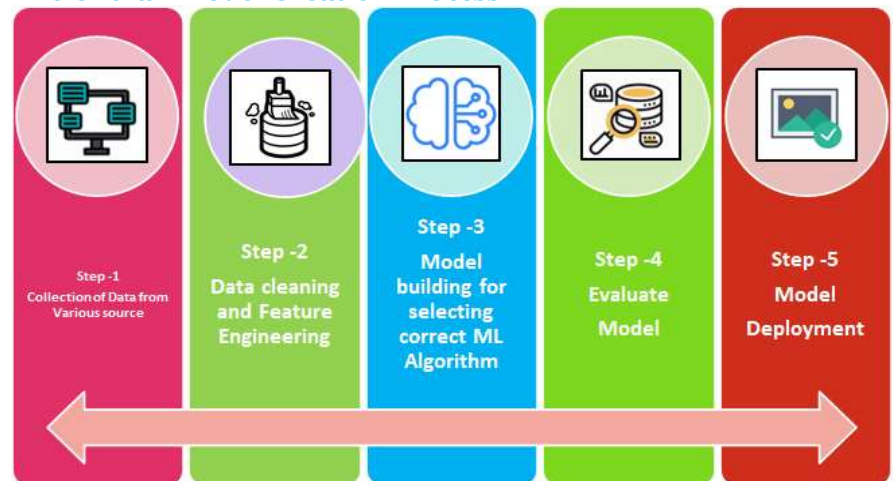 Step -1
Collection of Data from
Various source
Step -2
Data cleaning
and Feature
Engineering
Step -3
Model
building for
selecting
correct ML
Algorithm
Step -4
Evaluate
Model
Step -5
Model
Deployment